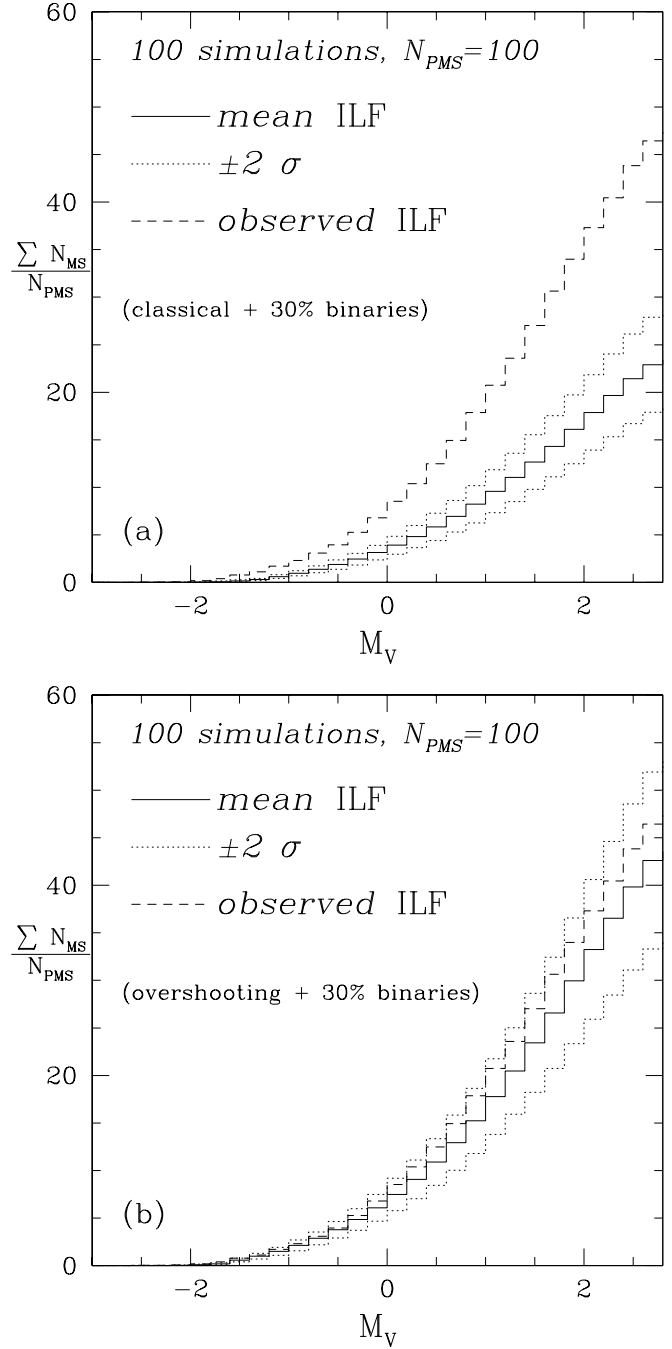 60
100 simulations, N_PMS=100
mean ILF
±2 σ
40
observed ILF
∑ N_MS
N_PMS
(classical + 30% binaries)
20
(a)
0
−2 0 2
M_V
60
100 simulations, N_PMS=100
mean ILF
±2 σ
40
observed ILF
∑ N_MS
N_PMS
(overshooting + 30% binaries)
20
(b)
0
−2 0 2
M_V